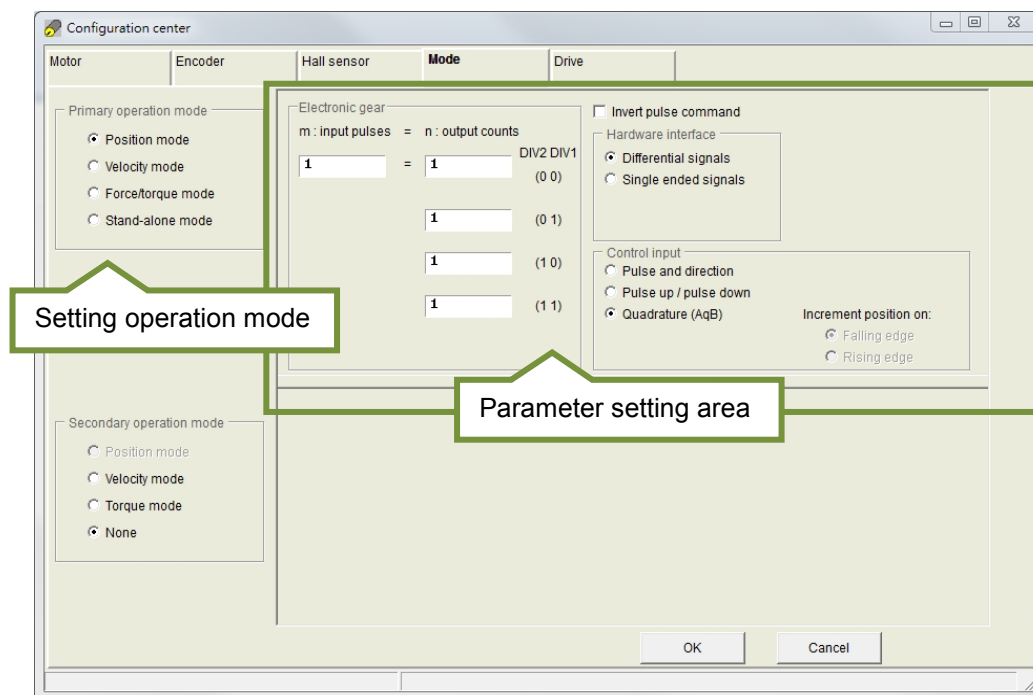 Configuration center
Motor Encoder Hall sensor Mode Drive
Primary operation mode
Position mode
Velocity mode
Force/torque mode
Stand-alone mode
Setting operation mode
Secondary operation mode
Position mode
Velocity mode
Torque mode
None
Electronic gear
m : input pulses = n : output counts
DIV2 DIV1
1 = 1 (0 0)
1 (0 1)
1 (1 0)
1 (1 1)
Invert pulse command
Hardware interface
Differential signals
Single ended signals
Control input
Pulse and direction
Pulse up / pulse down
Quadrature (AqB)
Increment position on:
Falling edge
Rising edge
Parameter setting area
OK Cancel